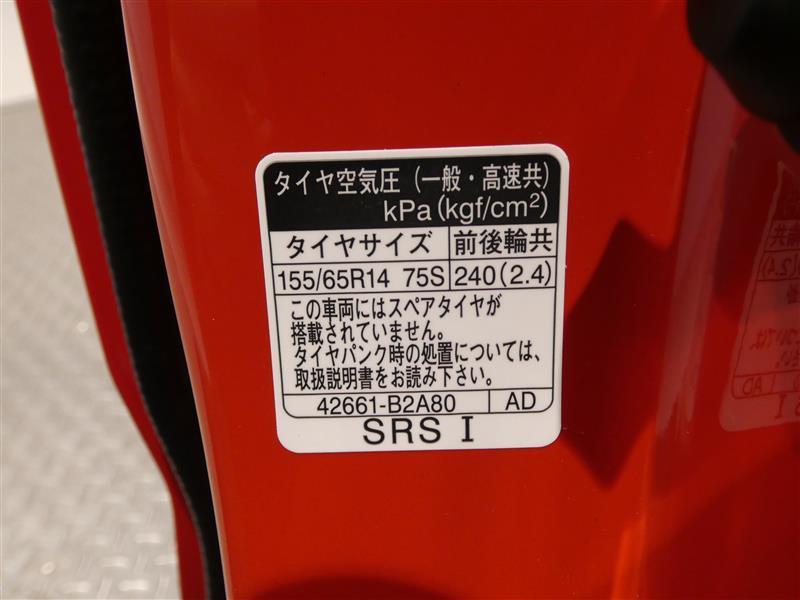 タイヤ空気圧（一般・高速共）
kPa（kgf/cm²）
タイヤサイズ 前後輪共
155/65R14 75S 240(2.4)
この車両にはスペアタイヤが
搭載されていません。
タイヤパンク時の処置については、
取扱説明書をお読み下さい。
42661-B2A80 AD
SRS I